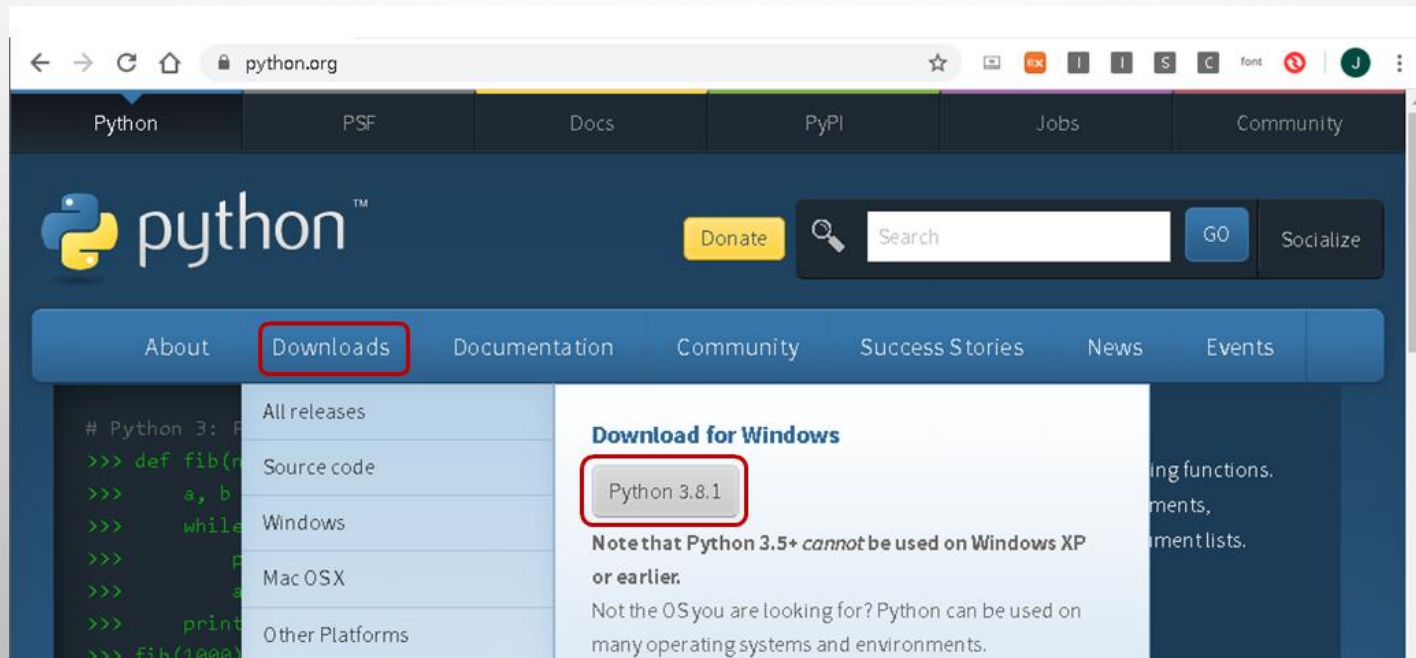 python.org
font
J
Python PSF Docs PyPI Jobs Community
python™
Donate Search GO Socialize
About Downloads Documentation Community Success Stories News Events
All releases
Source code
Windows
Mac OS X
Other Platforms
# Python 3:
>>> def fib(n
>>> a, b
>>> while
>>>
>>>
>>> print
>>> fib(1000)
Download for Windows
Python 3.8.1
Note that Python 3.5+ cannot be used on Windows XP
or earlier.
Not the OS you are looking for? Python can be used on
many operating systems and environments.
functions.
lists.